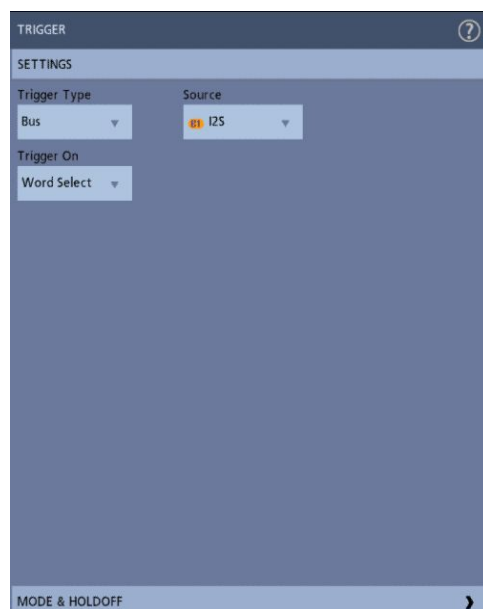 TRIGGER ?
SETTINGS
Trigger Type Source
Bus B1 I2S
Trigger On
Word Select
MODE & HOLDOFF